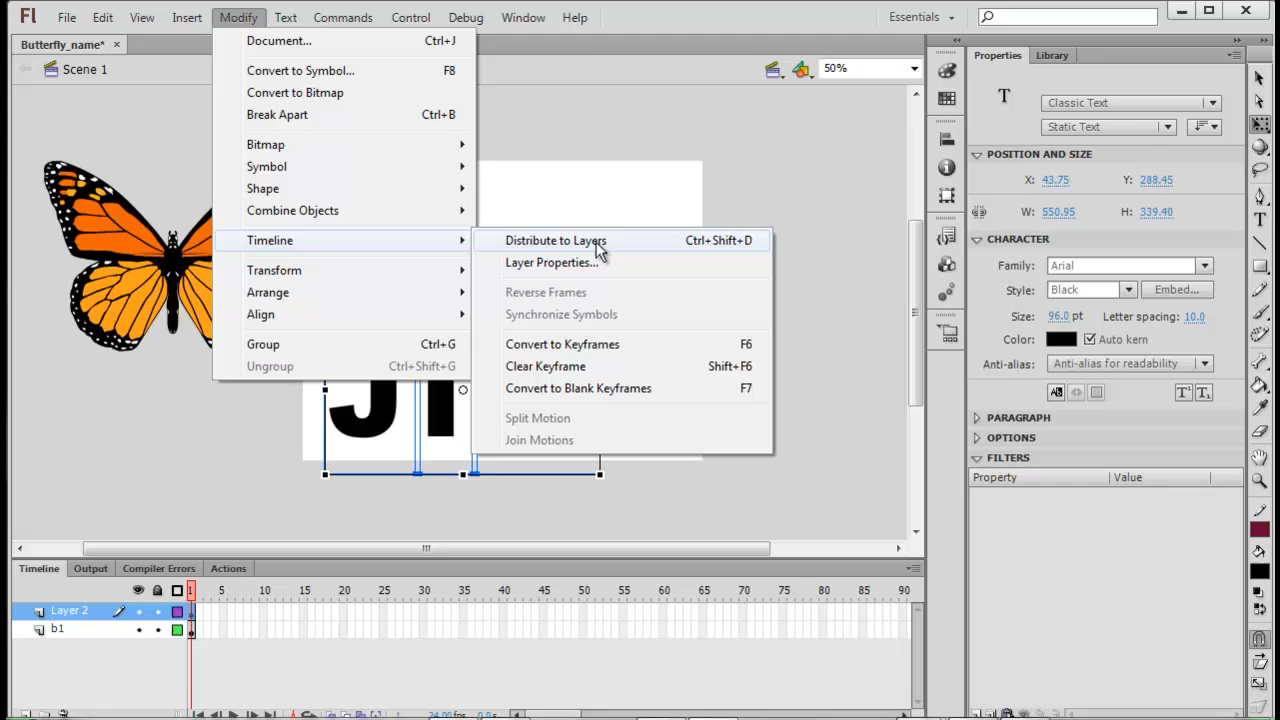 Fl File Edit View Insert Modify Text Commands Control Debug Window Help Essentials
Butterfly_name* ×
Scene 1
50%
Document... Ctrl+J
Convert to Symbol... F8
Convert to Bitmap
Break Apart Ctrl+B
Bitmap
Symbol
Shape
Combine Objects
Timeline
Transform
Arrange
Align
Group Ctrl+G
Ungroup Ctrl+Shift+G
Distribute to Layers Ctrl+Shift+D
Layer Properties...
Reverse Frames
Synchronize Symbols
Convert to Keyframes F6
Clear Keyframe Shift+F6
Convert to Blank Keyframes F7
Split Motion
Join Motions
Properties Library
T
Classic Text
Static Text
POSITION AND SIZE
X: 43.75 Y: 288.45
W: 550.95 H: 339.40
CHARACTER
Family: Arial
Style: Black Embed...
Size: 96.0 pt Letter spacing: 10.0
Color: Auto kern
Anti-alias: Anti-alias for readability
PARAGRAPH
OPTIONS
FILTERS
Property Value
Timeline Output Compiler Errors Actions
1 5 10 15 20 25 30 35 40 45 50 55 60 65 70 75 80 85 90
Layer 2
b1
24.00 fps 0.0 s